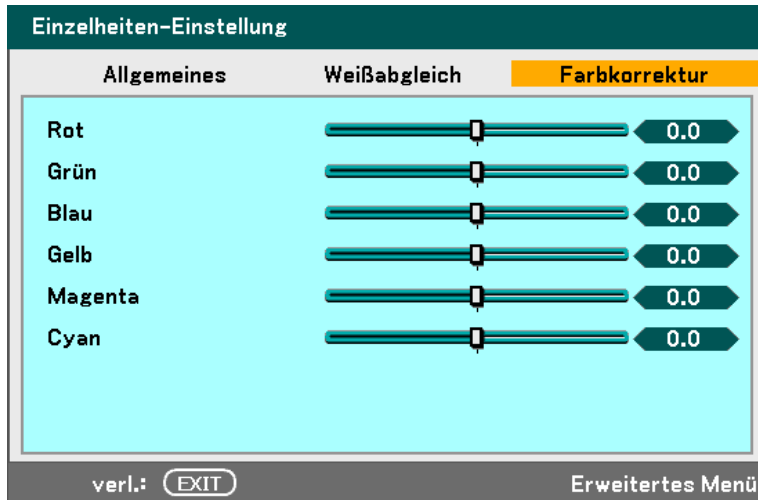 Einzelheiten-Einstellung
Allgemeines Weißabgleich Farbkorrektur
Rot 0.0
Grün 0.0
Blau 0.0
Gelb 0.0
Magenta 0.0
Cyan 0.0
verl.: EXIT Erweitertes Menü